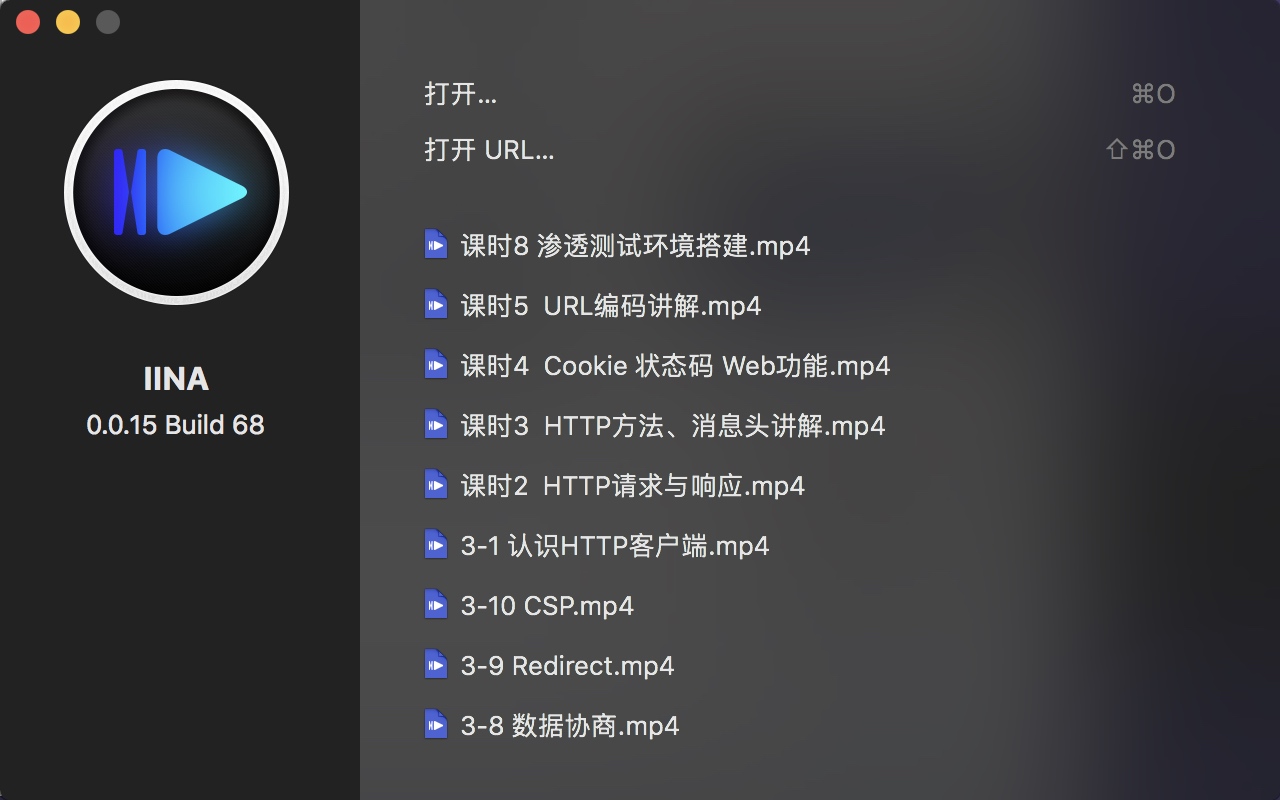 打开...
⌘O
打开 URL...
⇧⌘O
课时8 渗透测试环境搭建.mp4
课时5  URL编码讲解.mp4
课时4  Cookie 状态码 Web功能.mp4
课时3  HTTP方法、消息头讲解.mp4
课时2  HTTP请求与响应.mp4
3-1 认识HTTP客户端.mp4
3-10 CSP.mp4
3-9 Redirect.mp4
3-8 数据协商.mp4
IINA
0.0.15 Build 68